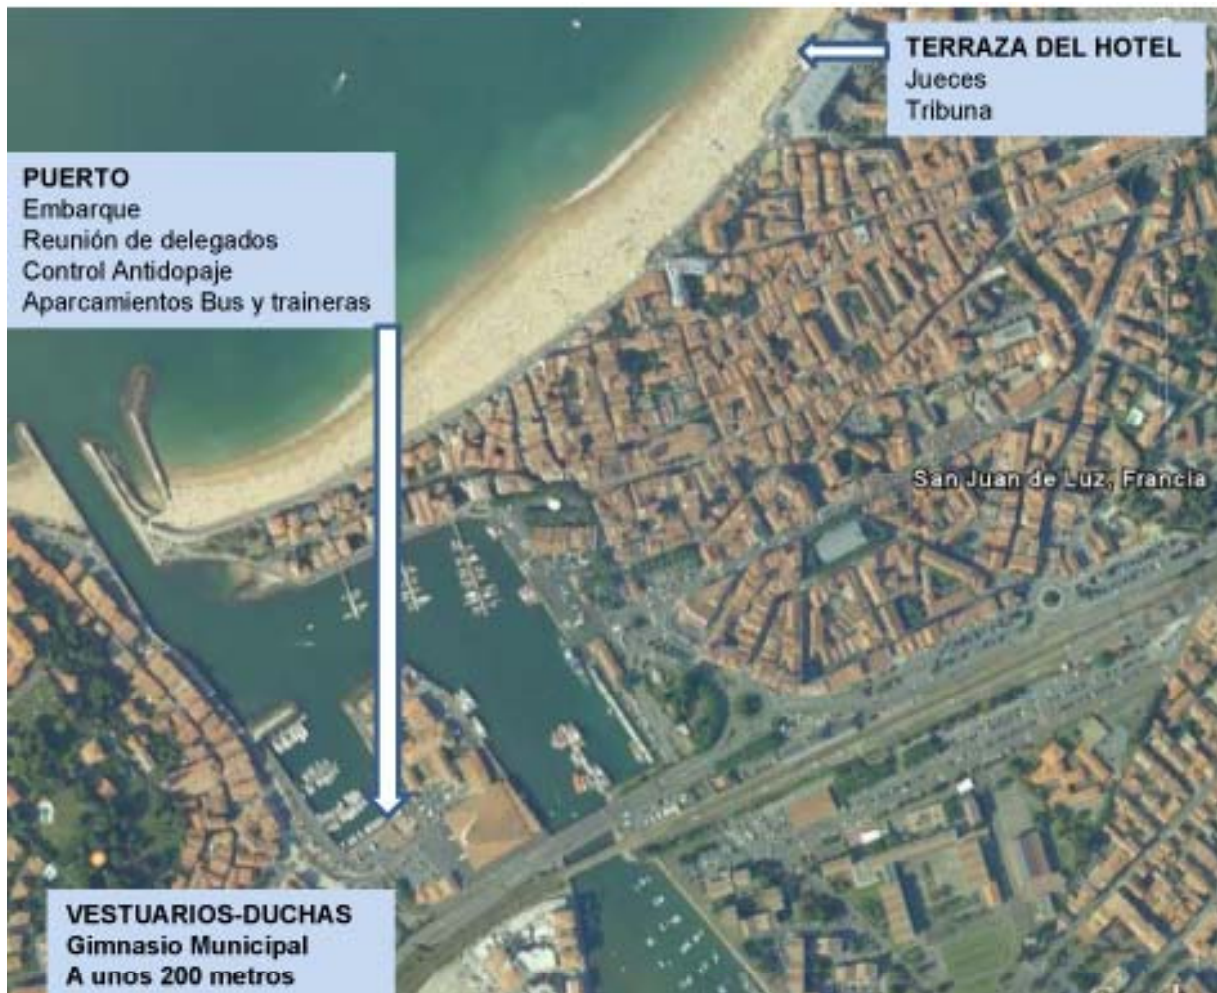 TERRAZA DEL HOTEL
Jueces
Tribuna
PUERTO
Embarque
Reunión de delegados
Control Antidopaje
Aparcamientos Bus y traineras
San Juan de Luz, Francia
VESTUARIOS-DUCHAS
Gimnasio Municipal
A unos 200 metros